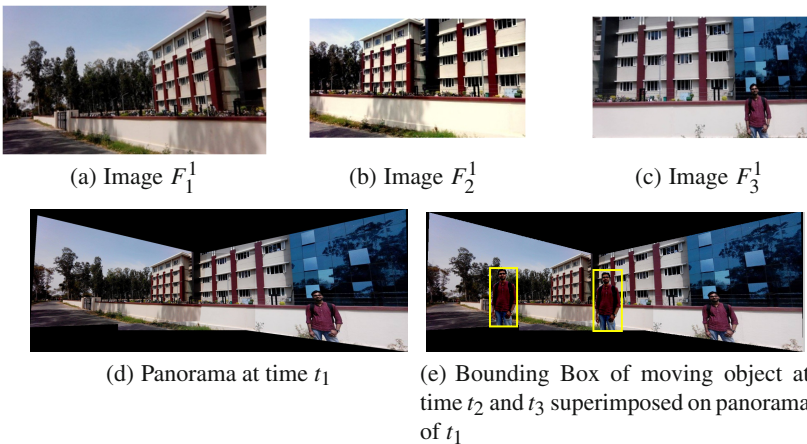 (a) Image F₁¹
(b) Image F₂¹
(c) Image F₃¹
(d) Panorama at time t₁
(e) Bounding Box of moving object at
time t₂ and t₃ superimposed on panorama
of t₁